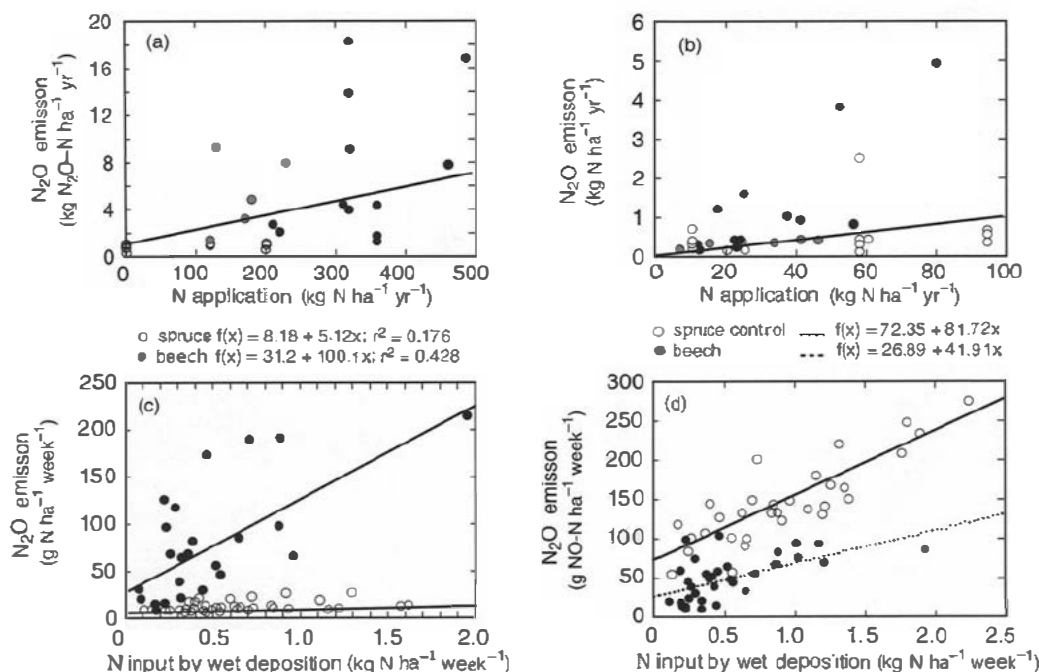 (a)
20
16
12
8
4
0
N₂O emisson
(kg N₂O–N ha⁻¹ yr⁻¹)
0 100 200 300 400 500
N application (kg N ha⁻¹ yr⁻¹)
(b)
6
5
4
3
2
1
0
N₂O emission
(kg N ha⁻¹ yr⁻¹)
0 20 40 60 80 100
N application (kg N ha⁻¹ yr⁻¹)
spruce f(x) = 8.18 + 5.12x; r² = 0.176
beech f(x) = 31.2 + 100.1x; r² = 0.428
spruce control f(x) = 72.35 + 81.72x
beech f(x) = 26.89 + 41.91x
(c)
250
200
150
100
50
0
N₂O emisson
(g N ha⁻¹ week⁻¹)
0 0.5 1.0 1.5 2.0
N input by wet deposition (kg N ha⁻¹ week⁻¹)
(d)
300
250
200
150
100
50
0
N₂O emisson
(g NO-N ha⁻¹ week⁻¹)
0 0.5 1.0 1.5 2.0 2.5
N input by wet deposition (kg N ha⁻¹ week⁻¹)